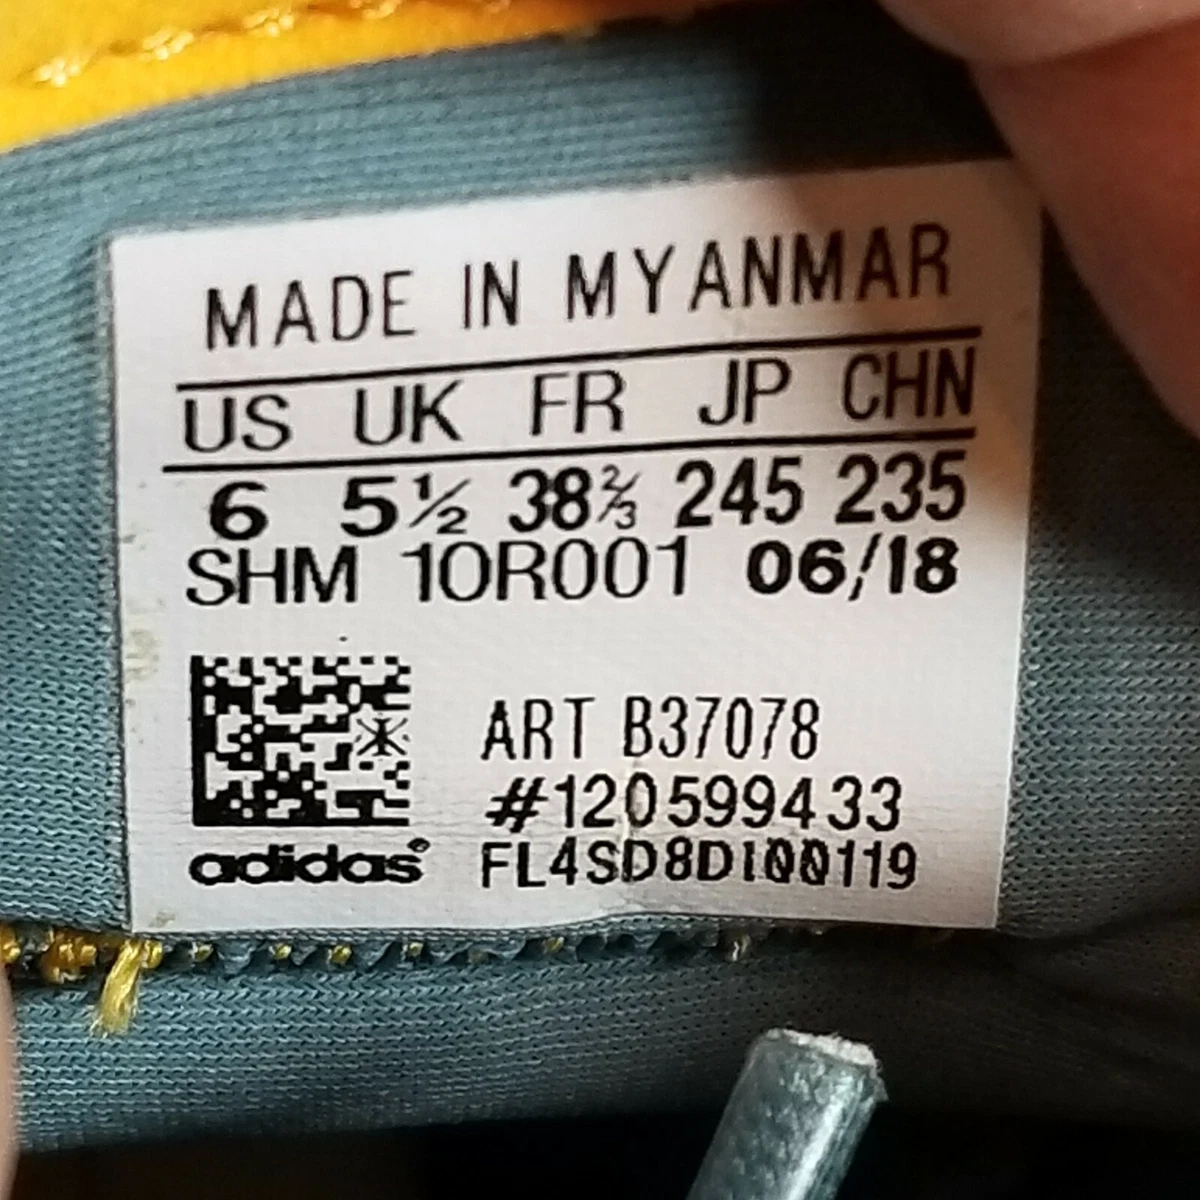 MADE IN MYANMAR
US UK FR JP CHN
6 5½ 38⅔ 245 235
SHM 10R001 06/18
ART B37078
#120599433
adidas® FL4SD8D100119